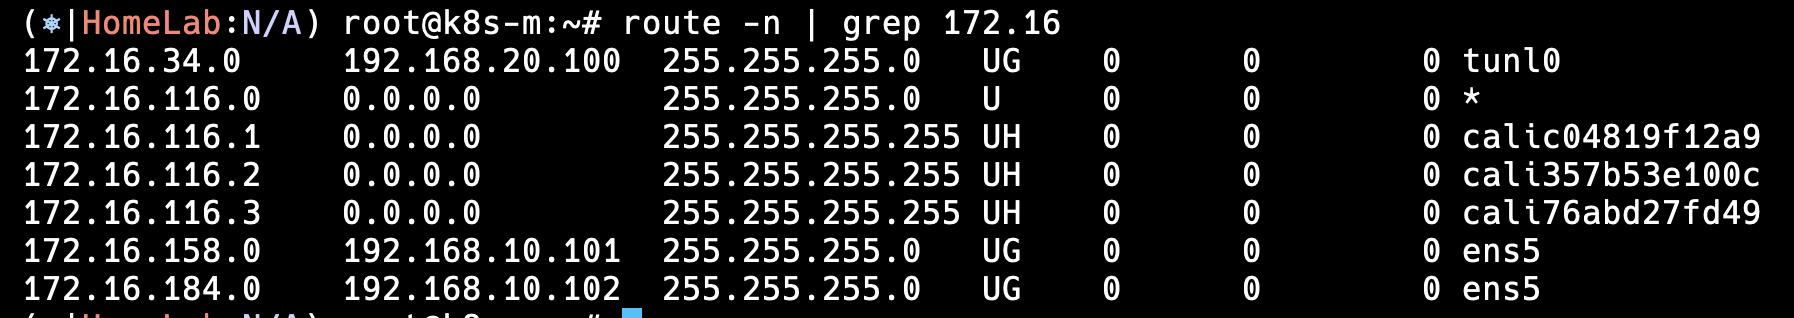 (⎈|HomeLab:N/A) root@k8s-m:~# route -n | grep 172.16
172.16.34.0     192.168.20.100  255.255.255.0   UG    0      0        0 tunl0
172.16.116.0    0.0.0.0         255.255.255.0   U     0      0        0 *
172.16.116.1    0.0.0.0         255.255.255.255 UH    0      0        0 calic04819f12a9
172.16.116.2    0.0.0.0         255.255.255.255 UH    0      0        0 cali357b53e100c
172.16.116.3    0.0.0.0         255.255.255.255 UH    0      0        0 cali76abd27fd49
172.16.158.0    192.168.10.101  255.255.255.0   UG    0      0        0 ens5
172.16.184.0    192.168.10.102  255.255.255.0   UG    0      0        0 ens5